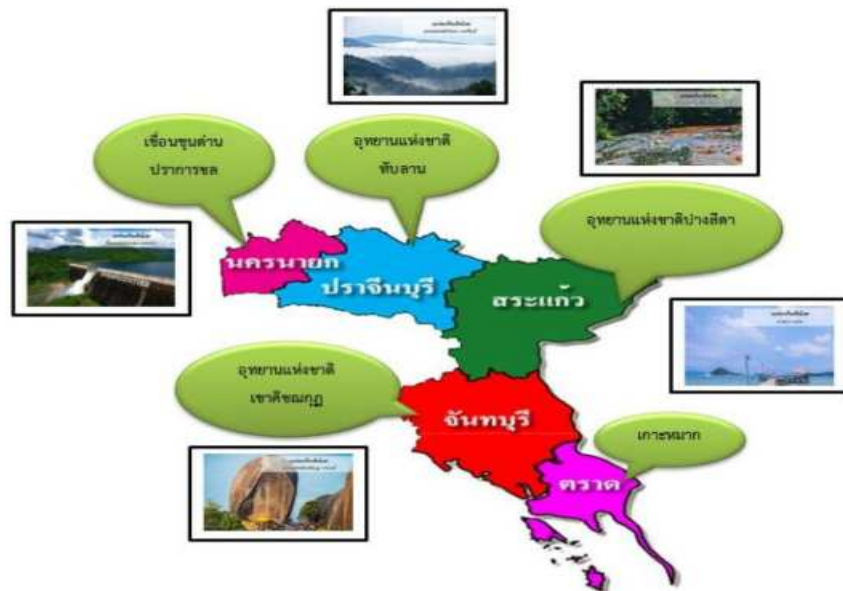 เขื่อนขุนด่าน
ปราการชล
อุทยานแห่งชาติ
ทับลาน
อุทยานแห่งชาติปางสีดา
นครนายก
ปราจีนบุรี
สระแก้ว
อุทยานแห่งชาติ
เขาคิชฌกูฏ
จันทบุรี
เกาะหมาก
ตราด